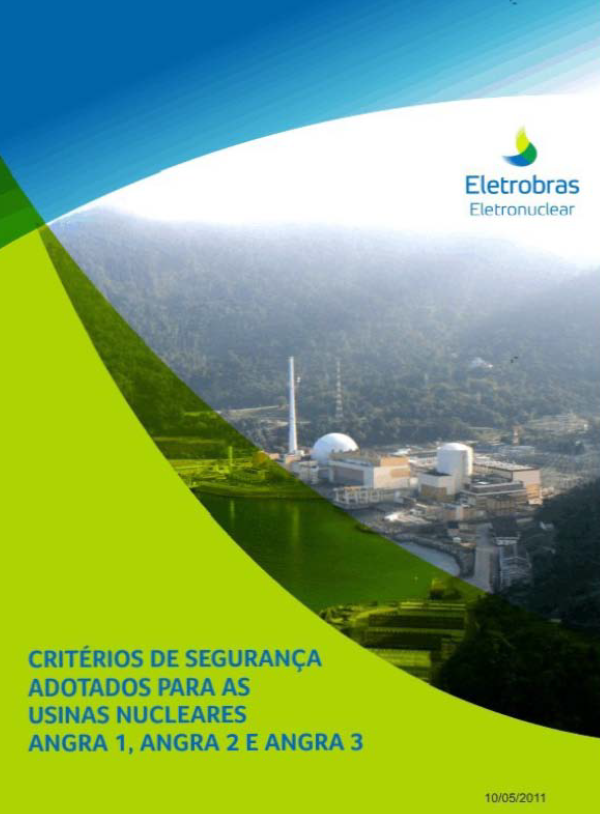 Eletrobras
Eletronuclear
CRITÉRIOS DE SEGURANÇA
ADOTADOS PARA AS
USINAS NUCLEARES
ANGRA 1, ANGRA 2 E ANGRA 3
10/05/2011